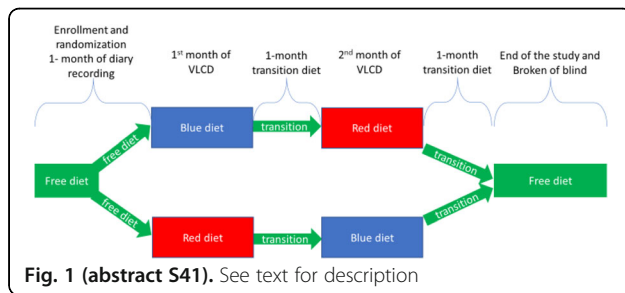 Enrollment and
randomization
1- month of diary
recording
1st month of
VLCD
1-month
transition diet
2nd month of
VLCD
1-month
transition diet
End of the study and
Broken of blind
Blue diet
transition
Red diet
free diet
transition
Free diet
Free diet
free diet
transition
Red diet
transition
Blue diet
Fig. 1 (abstract S41). See text for description